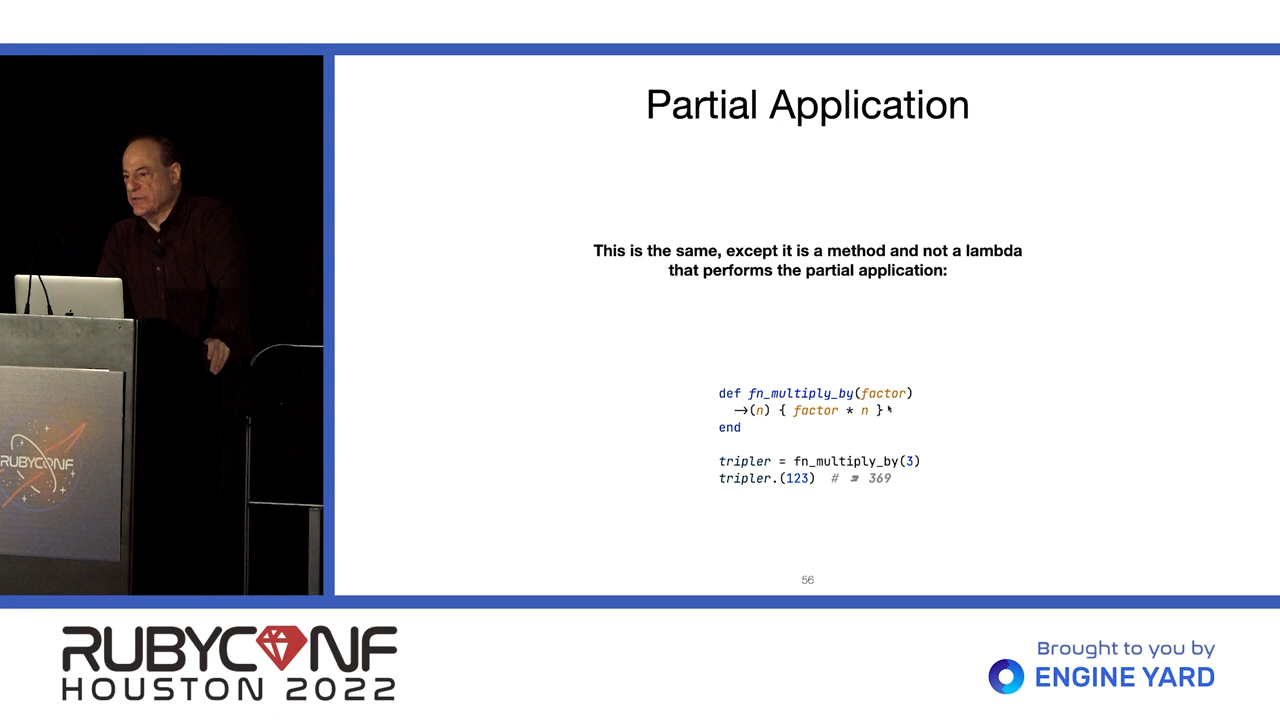 Partial Application
This is the same, except it is a method and not a lambda
that performs the partial application:
def fn_multiply_by(factor)
->(n) { factor * n }
end
tripler = fn_multiply_by(3)
tripler.(123) # => 369
56
RUBYCONF
RUBYCONF
HOUSTON 2022
Brought to you by
ENGINE YARD